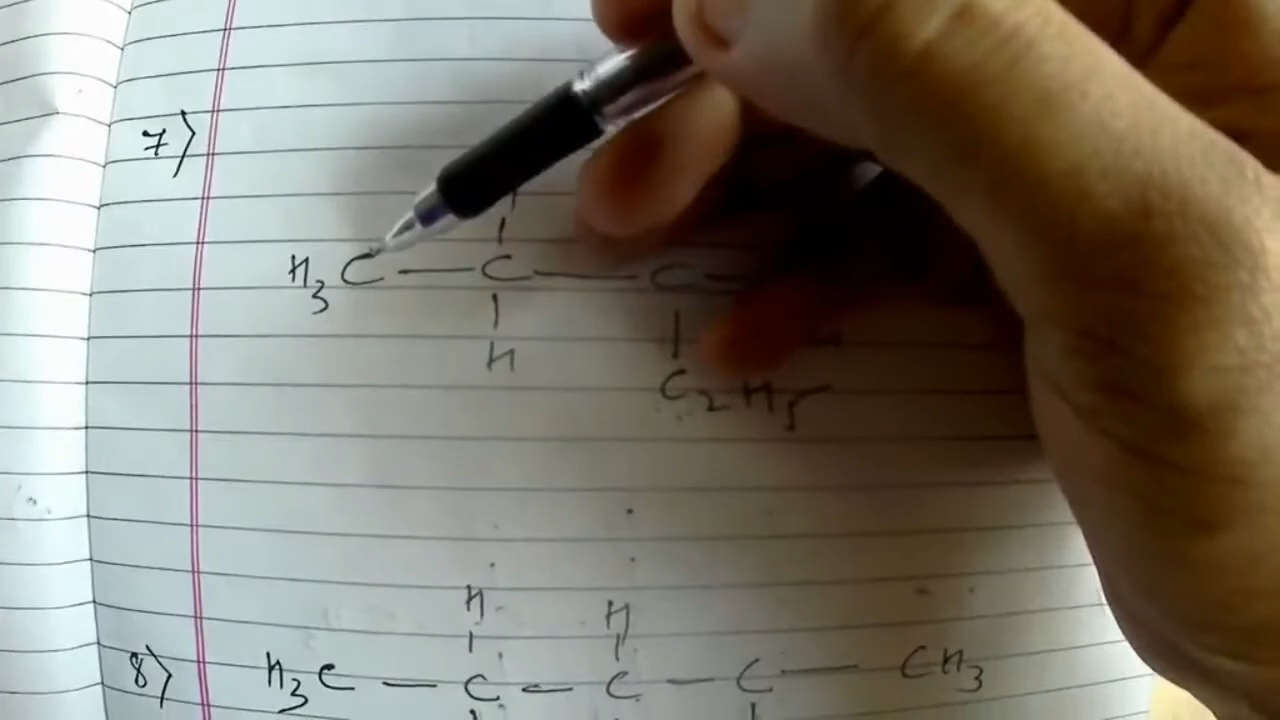 7)
H3C — C — C —
H
C2H5
H H
8) H3C — C — C — C — CH3